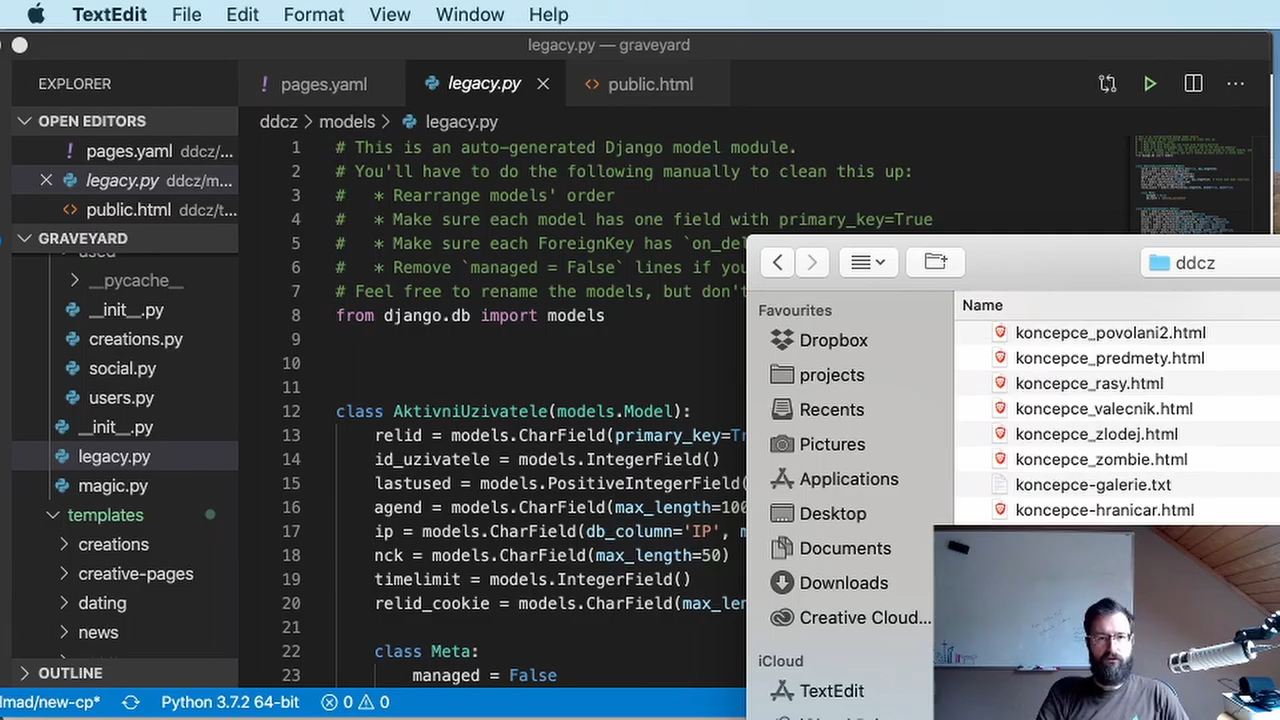 TextEdit File Edit Format View Window Help
legacy.py — graveyard
EXPLORER
! pages.yaml
legacy.py
<> public.html
OPEN EDITORS
! pages.yaml ddcz/...
legacy.py ddcz/m...
<> public.html ddcz/t...
GRAVEYARD
used
__pycache__
__init__.py
creations.py
social.py
users.py
__init__.py
legacy.py
magic.py
templates
creations
creative-pages
dating
news
OUTLINE
ddcz > models > legacy.py
1 # This is an auto-generated Django model module.
2 # You'll have to do the following manually to clean this up:
3 #   * Rearrange models' order
4 #   * Make sure each model has one field with primary_key=True
5 #   * Make sure each ForeignKey has `on_del
6 #   * Remove `managed = False` lines if you
7 # Feel free to rename the models, but don't
8 from django.db import models
9
10
11
12 class AktivniUzivatele(models.Model):
13 relid = models.CharField(primary_key=Tr
14 id_uzivatele = models.IntegerField()
15 lastused = models.PositiveIntegerField(
16 agend = models.CharField(max_length=100
17 ip = models.CharField(db_column='IP', m
18 nck = models.CharField(max_length=50)
19 timelimit = models.IntegerField()
20 relid_cookie = models.CharField(max_len
21
22 class Meta:
23 managed = False
ddcz
Favourites
Dropbox
projects
Recents
Pictures
Applications
Desktop
Documents
Downloads
Creative Cloud...
iCloud
TextEdit
Name
koncepce_povolani2.html
koncepce_predmety.html
koncepce_rasy.html
koncepce_valecnik.html
koncepce_zlodej.html
koncepce_zombie.html
koncepce-galerie.txt
koncepce-hranicar.html
lmad/new-cp* Python 3.7.2 64-bit 0 0